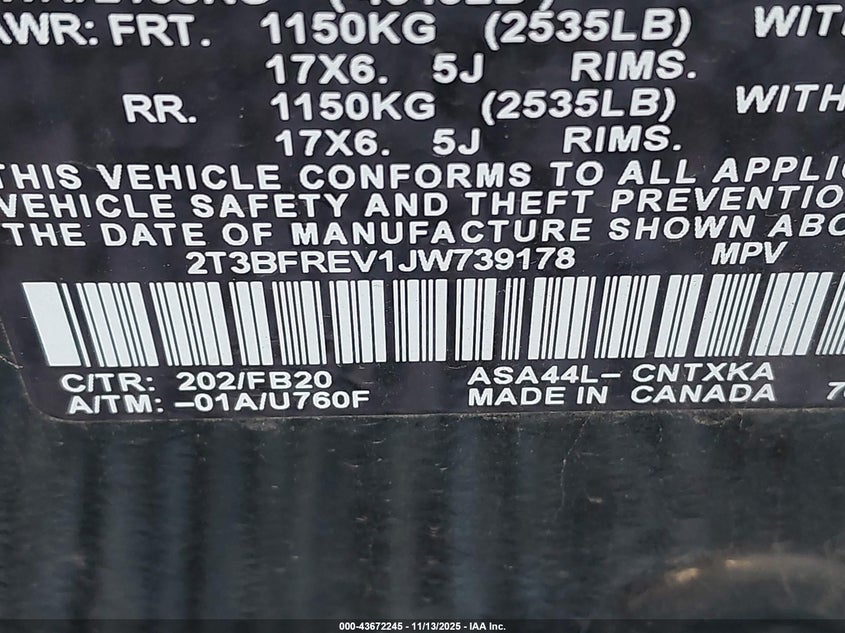 AWR: FRT. 1150KG (2535LB) WITH
17X6. 5J RIMS.
RR. 1150KG (2535LB) WITH
17X6. 5J RIMS.
THIS VEHICLE CONFORMS TO ALL APPLIC
VEHICLE SAFETY AND THEFT PREVENTIO
THE DATE OF MANUFACTURE SHOWN ABO
2T3BFREV1JW739178 MPV
C/TR: 202/FB20 ASA44L-CNTXKA
A/TM: -01A/U760F MADE IN CANADA
000-43672245 - 11/13/2025 - IAA Inc.